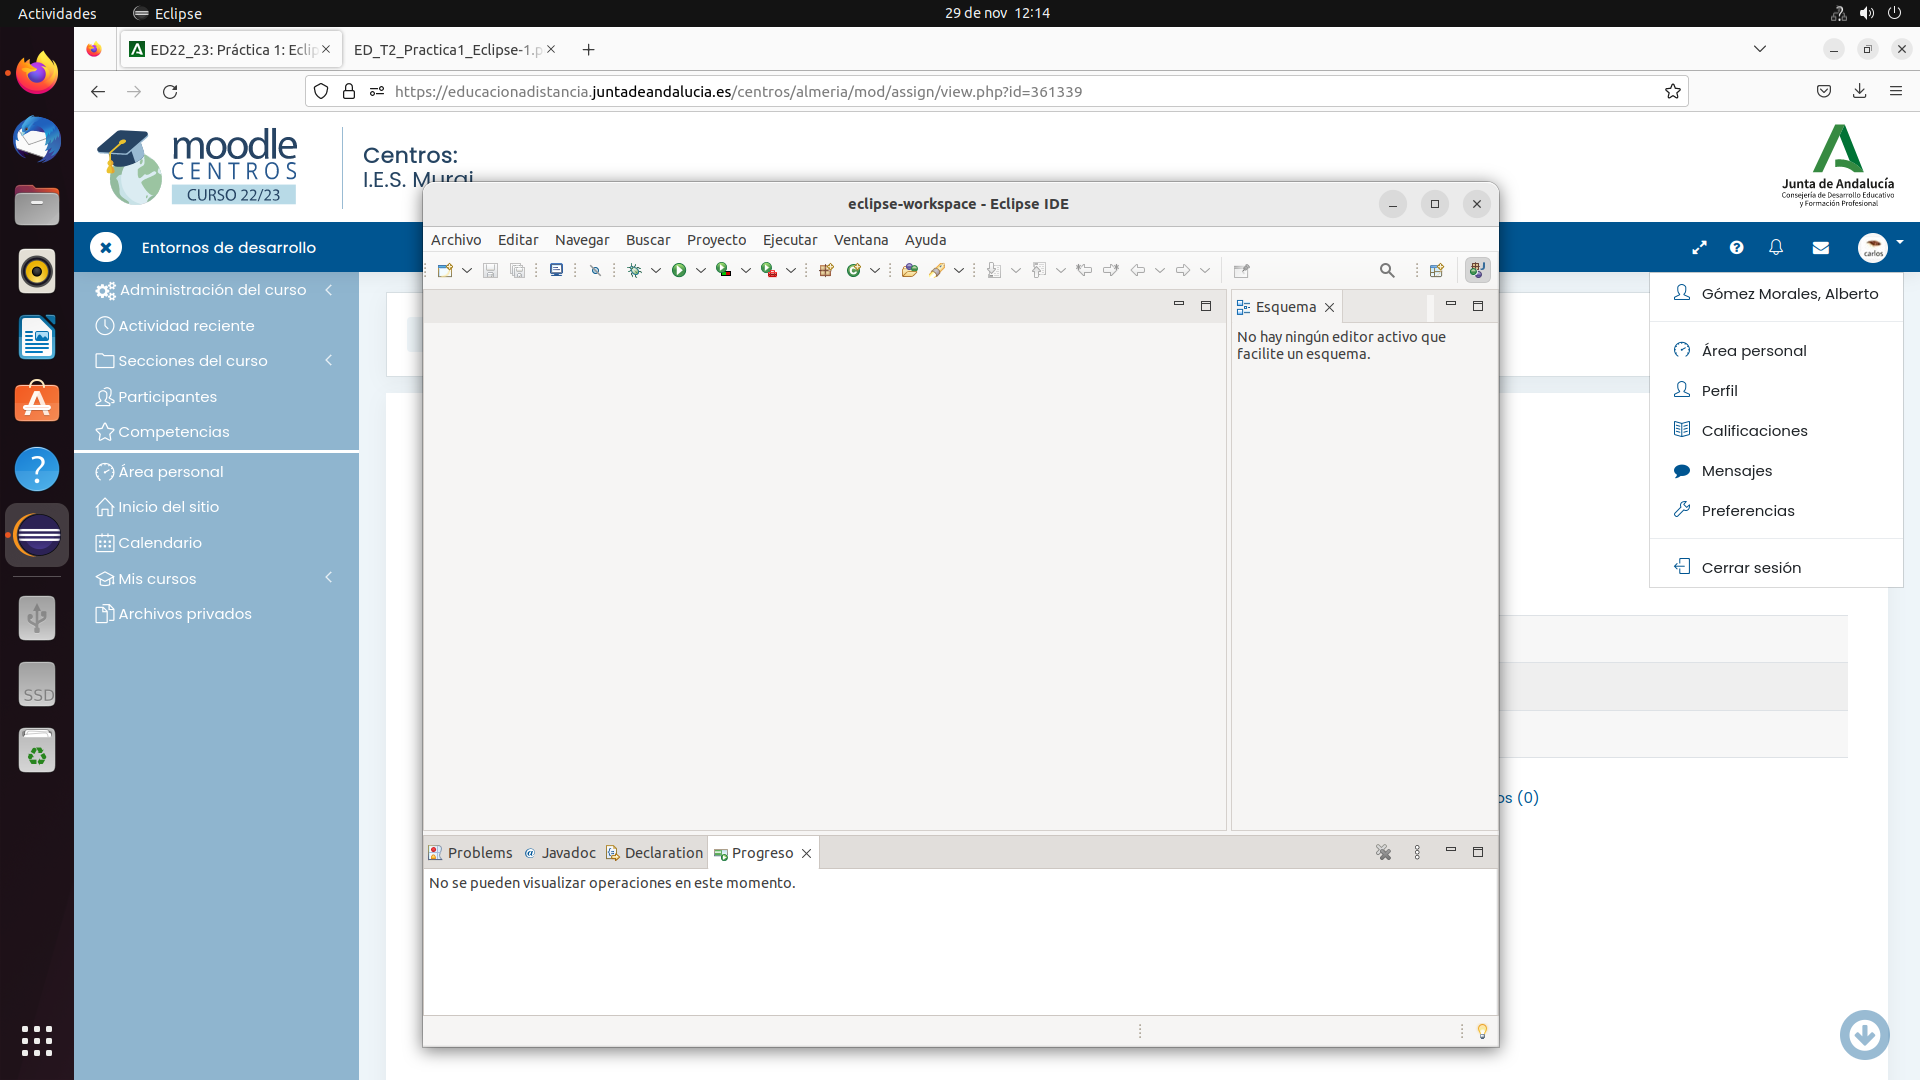 Actividades
Eclipse
29 de nov  12:14
ED22_23: Práctica 1: Eclip
ED_T2_Practica1_Eclipse-1.p
https://educacionadistancia.juntadeandalucia.es/centros/almeria/mod/assign/view.php?id=361339
moodle
CENTROS
CURSO 22/23
Centros:
I.E.S. Murgi
Junta de Andalucía
Consejería de Desarrollo Educativo
y Formación Profesional
eclipse-workspace - Eclipse IDE
Entornos de desarrollo
Archivo Editar Navegar Buscar Proyecto Ejecutar Ventana Ayuda
carlos
Administración del curso
Actividad reciente
Secciones del curso
Participantes
Competencias
Área personal
Inicio del sitio
Calendario
Mis cursos
Archivos privados
Esquema
No hay ningún editor activo que
facilite un esquema.
Gómez Morales, Alberto
Área personal
Perfil
Calificaciones
Mensajes
Preferencias
Cerrar sesión
os (0)
SSD
Problems
Javadoc
Declaration
Progreso
No se pueden visualizar operaciones en este momento.